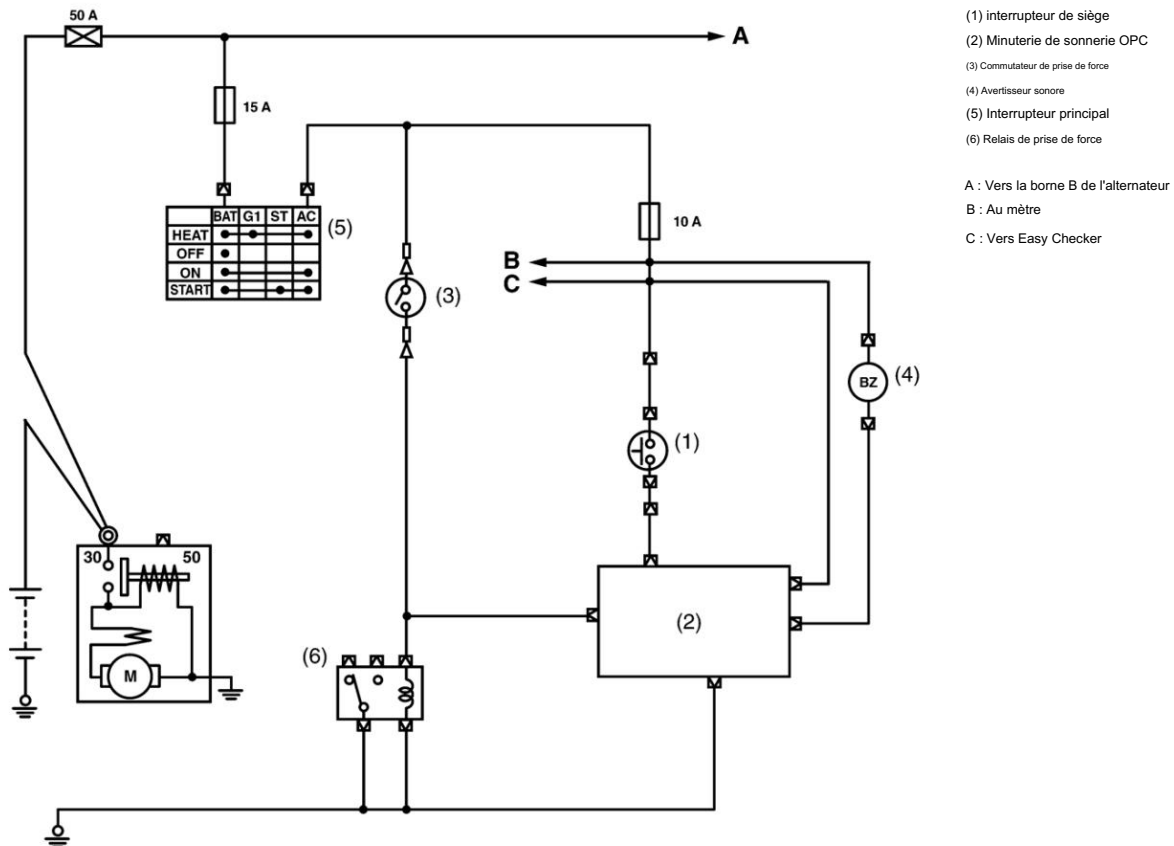 50 A
A
15 A
BAT G1 ST AC
(5)
HEAT
OFF
ON
START
10 A
B
C
(3)
(4)
BZ
(1)
30
50
M
(2)
(6)
(1) interrupteur de siège
(2) Minuterie de sonnerie OPC
(3) Commutateur de prise de force
(4) Avertisseur sonore
(5) Interrupteur principal
(6) Relais de prise de force
A : Vers la borne B de l'alternateur
B : Au mètre
C : Vers Easy Checker